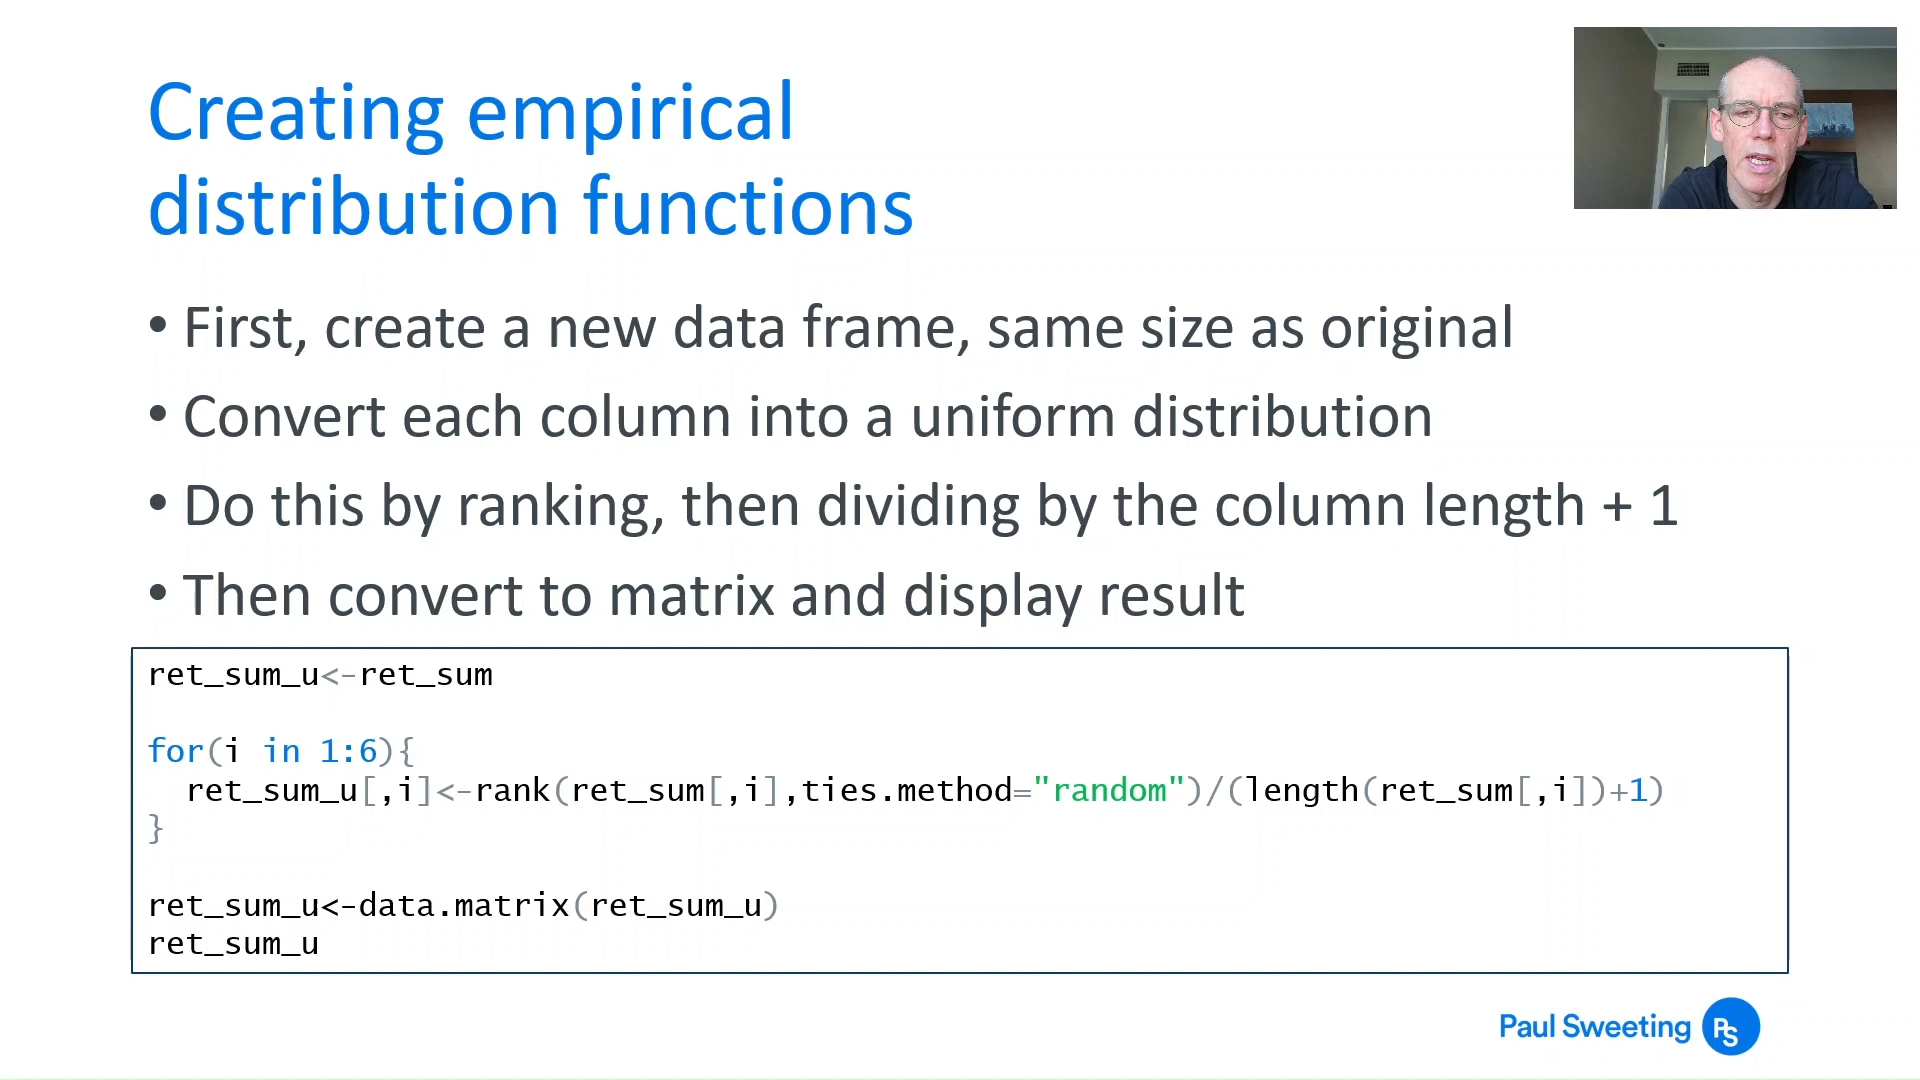 Creating empirical
distribution functions
• First, create a new data frame, same size as original
• Convert each column into a uniform distribution
• Do this by ranking, then dividing by the column length + 1
• Then convert to matrix and display result
ret_sum_u<-ret_sum
for(i in 1:6){
  ret_sum_u[,i]<-rank(ret_sum[,i],ties.method="random")/(length(ret_sum[,i])+1)
}
ret_sum_u<-data.matrix(ret_sum_u)
ret_sum_u
Paul Sweeting PS